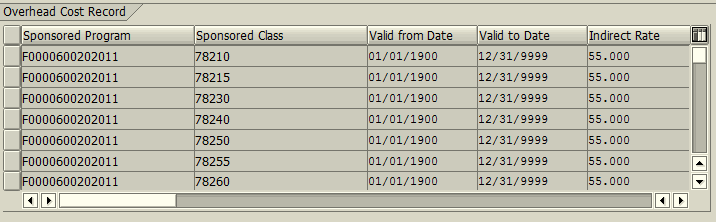 Overhead Cost Record
Sponsored Program Sponsored Class Valid from Date Valid to Date Indirect Rate
F0000600202011 78210 01/01/1900 12/31/9999 55.000
F0000600202011 78215 01/01/1900 12/31/9999 55.000
F0000600202011 78230 01/01/1900 12/31/9999 55.000
F0000600202011 78240 01/01/1900 12/31/9999 55.000
F0000600202011 78250 01/01/1900 12/31/9999 55.000
F0000600202011 78255 01/01/1900 12/31/9999 55.000
F0000600202011 78260 01/01/1900 12/31/9999 55.000